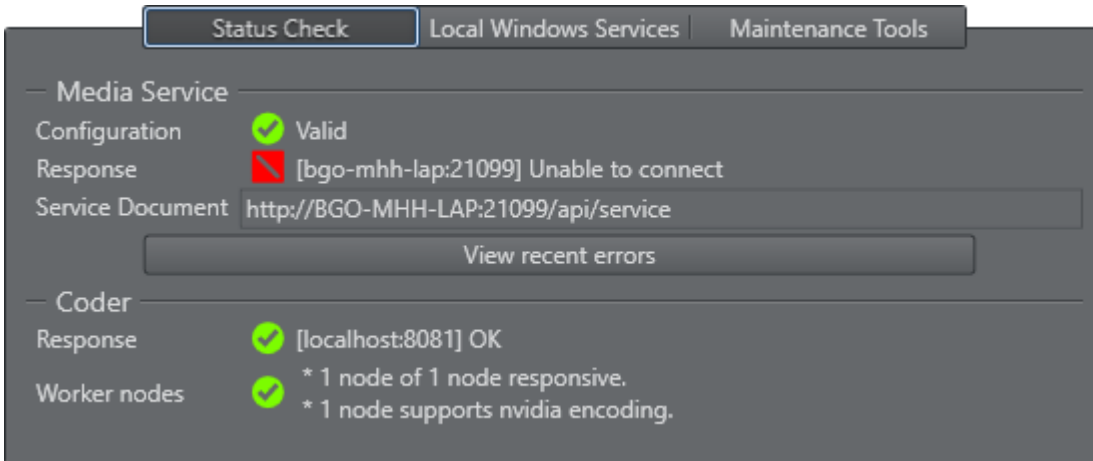 Status Check Local Windows Services Maintenance Tools
Media Service
Configuration Valid
Response [bgo-mhh-lap:21099] Unable to connect
Service Document http://BGO-MHH-LAP:21099/api/service
View recent errors
Coder
Response [localhost:8081] OK
Worker nodes * 1 node of 1 node responsive.
* 1 node supports nvidia encoding.